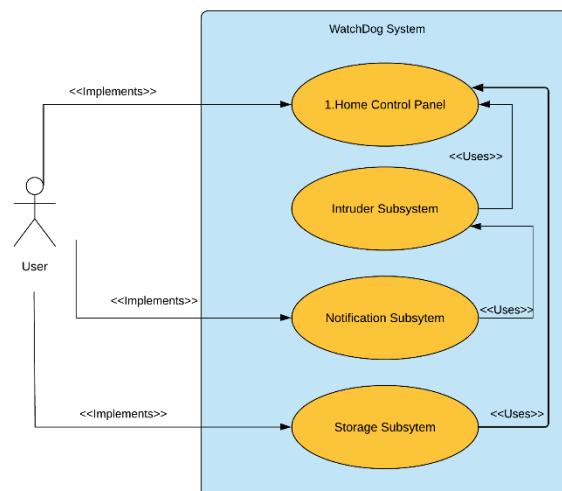 WatchDog System
<<Implements>>
1.Home Control Panel
<<Uses>>
Intruder Subsystem
User
<<Implements>>
Notification Subsytem
<<Uses>>
<<Implements>>
Storage Subsytem
<<Uses>>